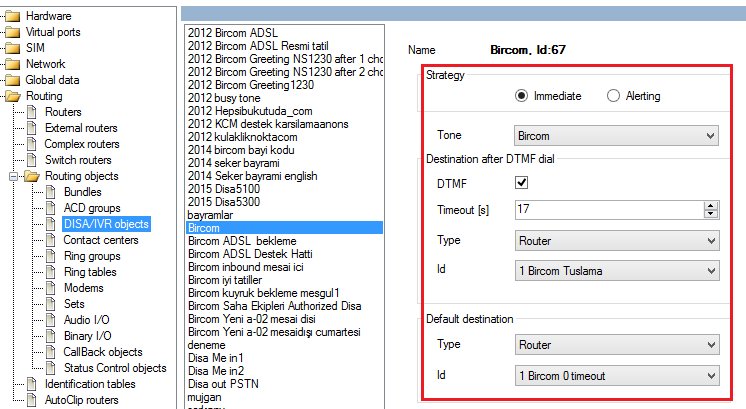 Hardware
Virtual ports
SIM
Network
Global data
Routing
Routers
External routers
Complex routers
Switch routers
Routing objects
Bundles
ACD groups
DISA/IVR objects
Contact centers
Ring groups
Ring tables
Modems
Sets
Audio I/O
Binary I/O
CallBack objects
Status Control objects
Identification tables
AutoClip routers
2012 Bircom ADSL
2012 Bircom ADSL Resmi tatil
2012 Bircom Greeting NS1230 after 1 cho
2012 Bircom Greeting NS1230 after 2 cho
2012 Bircom Greeting1230
2012 busy tone
2012 Hepsibukutuda_com
2012 KCM destek karsilamaanons
2012 kulakliknoktacom
2014 bircom bayi kodu
2014 seker bayrami
2014 seker bayrami english
2015 Disa5100
2015 Disa5300
bayramlar
Bircom
Bircom ADSL  bekleme
Bircom ADSL Destek Hatti
Bircom inbound mesai ici
Bircom iyi tatiller
Bircom kuyruk bekleme mesgul1
Bircom Saha Ekipleri Authorized Disa
Bircom Yeni a-02 mesai disi
Bircom Yeni a-02 mesaidışı cumartesi
deneme
Disa Me in1
Disa Me in2
Disa out PSTN
mujgan
Name
Bircom, Id:67
Strategy
Immediate
Alerting
Tone
Bircom
Destination after DTMF dial
DTMF
Timeout [s]
17
Type
Router
Id
1 Bircom Tuslama
Default destination
Type
Router
Id
1 Bircom 0 timeout